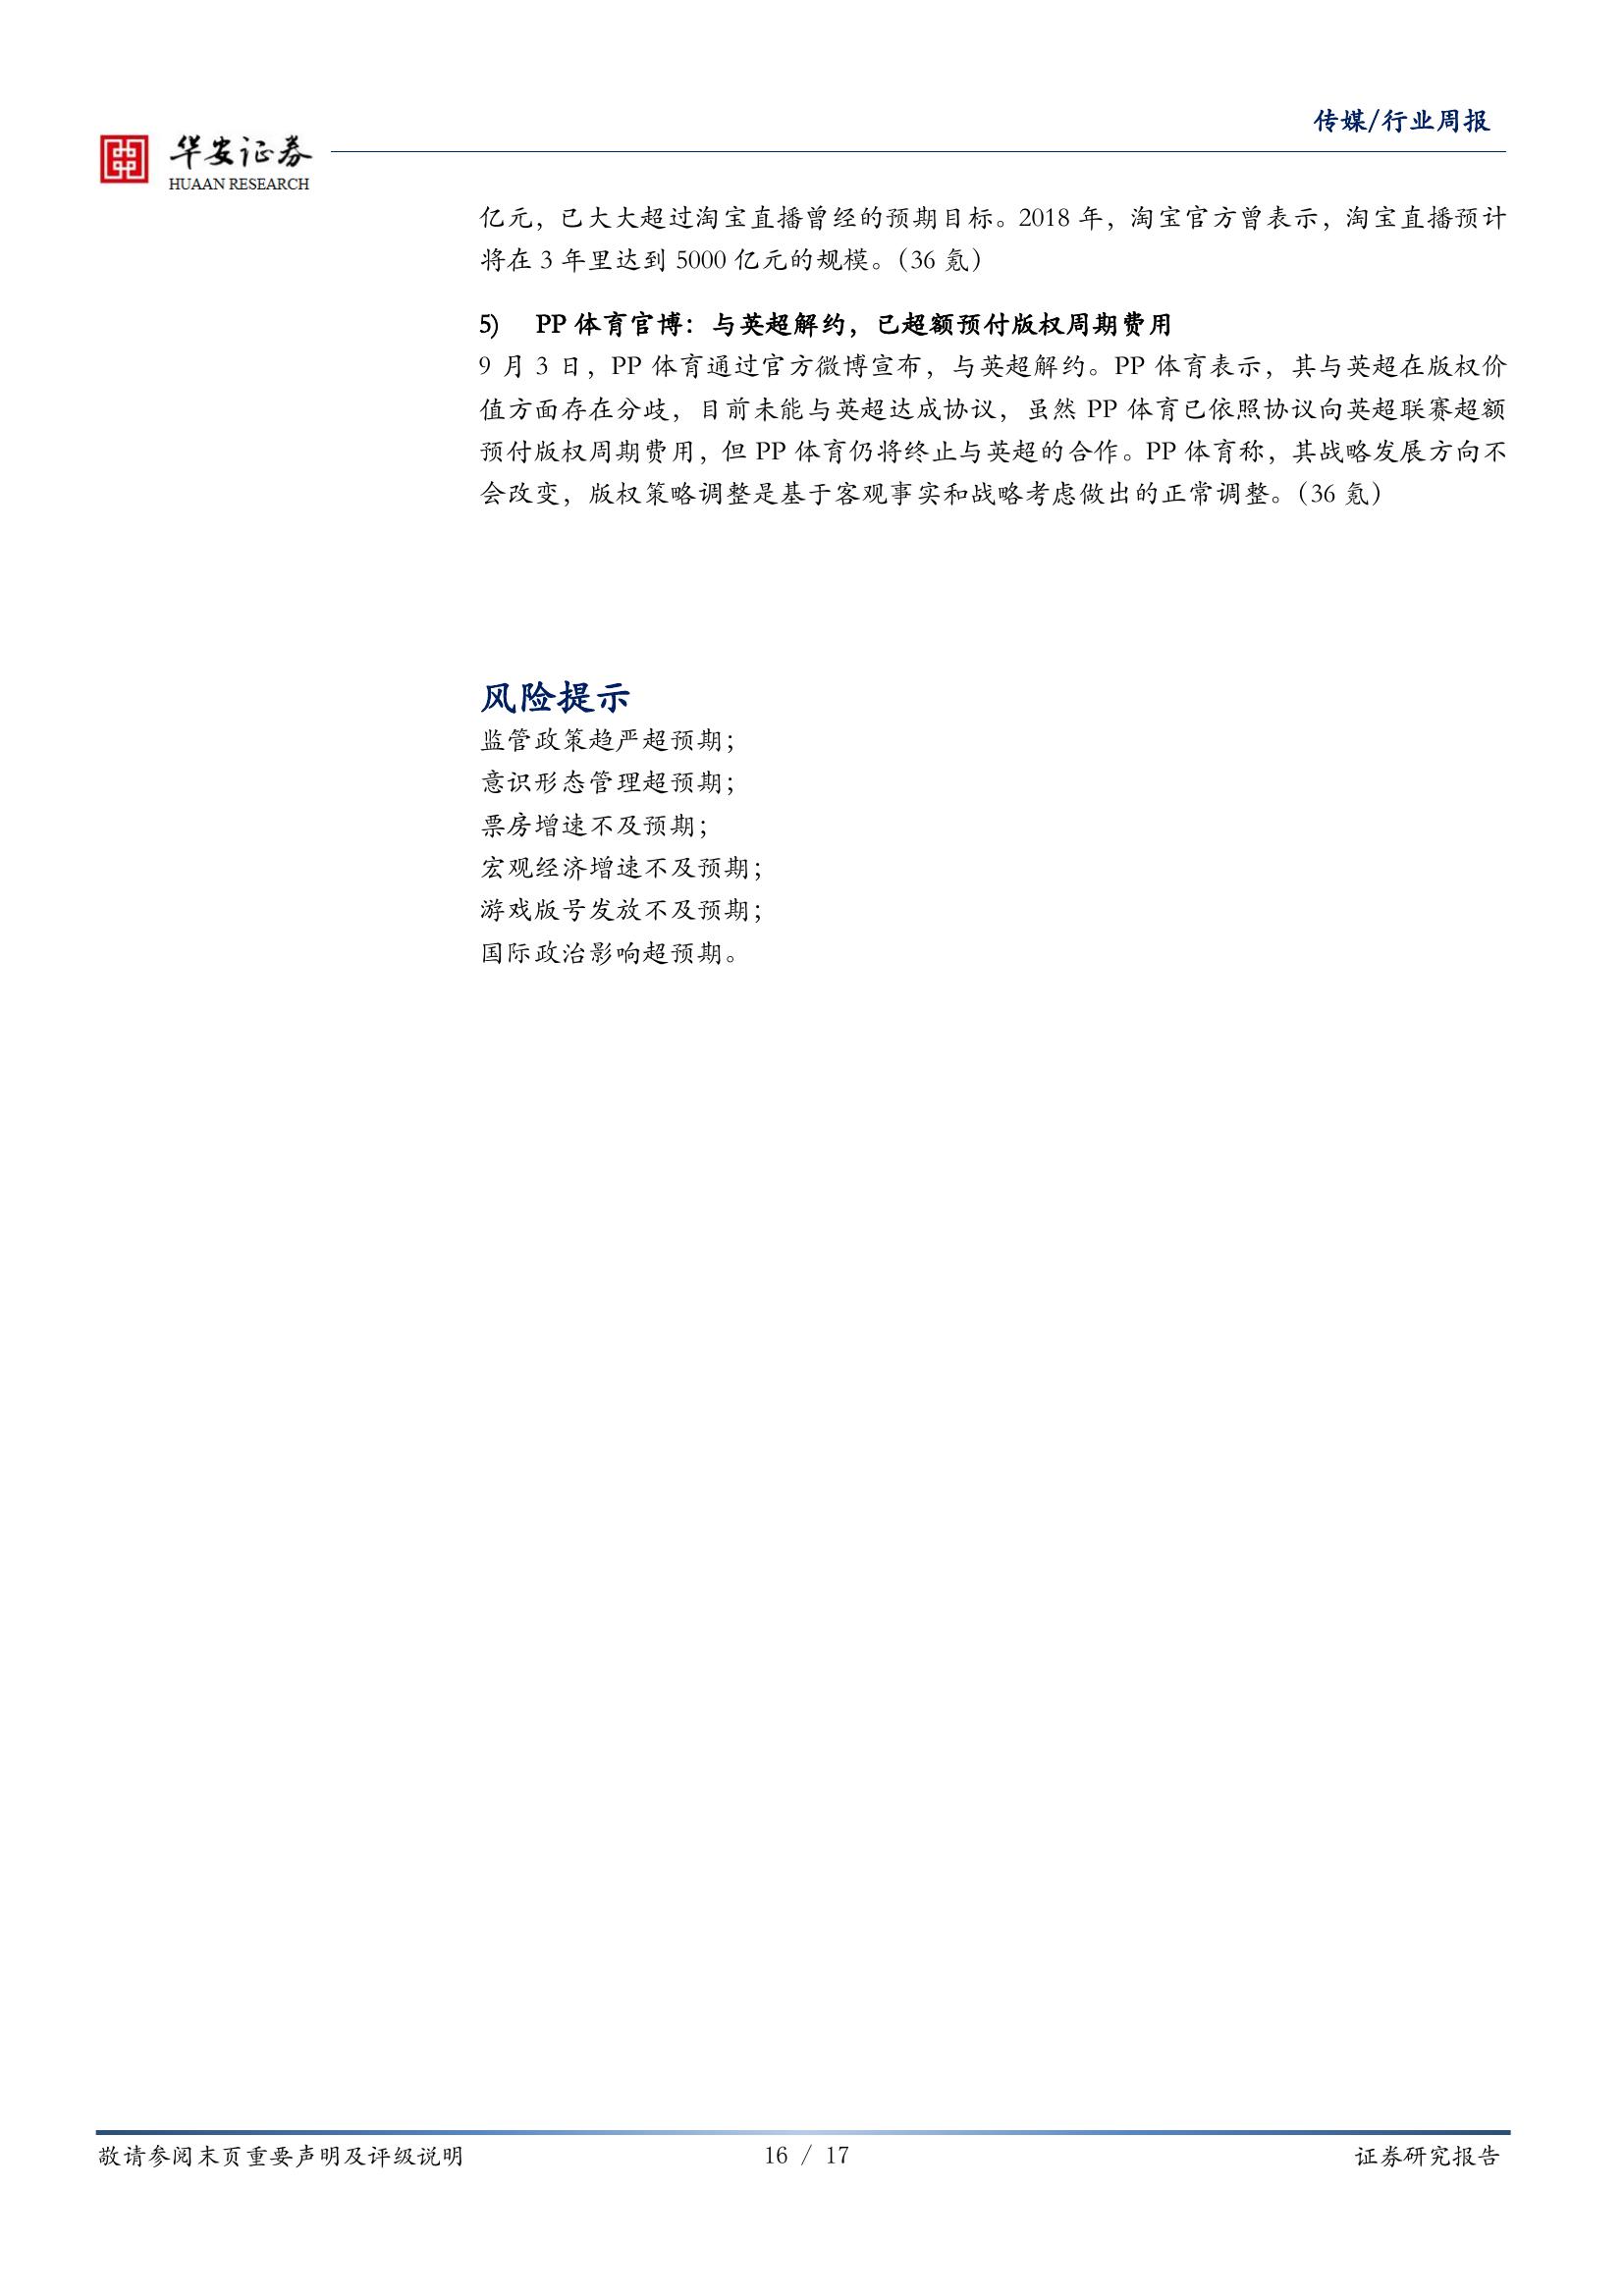 传媒/行业周报
华安证券
HUAAN RESEARCH
亿元，已大大超过淘宝直播曾经的预期目标。2018 年，淘宝官方曾表示，淘宝直播预计
将在 3 年里达到 5000 亿元的规模。（36 氪）
5) PP 体育官博：与英超解约，已超额预付版权周期费用
9 月 3 日，PP 体育通过官方微博宣布，与英超解约。PP 体育表示，其与英超在版权价
值方面存在分歧，目前未能与英超达成协议，虽然 PP 体育已依照协议向英超联赛超额
预付版权周期费用，但 PP 体育仍将终止与英超的合作。PP 体育称，其战略发展方向不
会改变，版权策略调整是基于客观事实和战略考虑做出的正常调整。（36 氪）
风险提示
监管政策趋严超预期；
意识形态管理超预期；
票房增速不及预期；
宏观经济增速不及预期；
游戏版号发放不及预期；
国际政治影响超预期。
敬请参阅末页重要声明及评级说明
16 / 17
证券研究报告